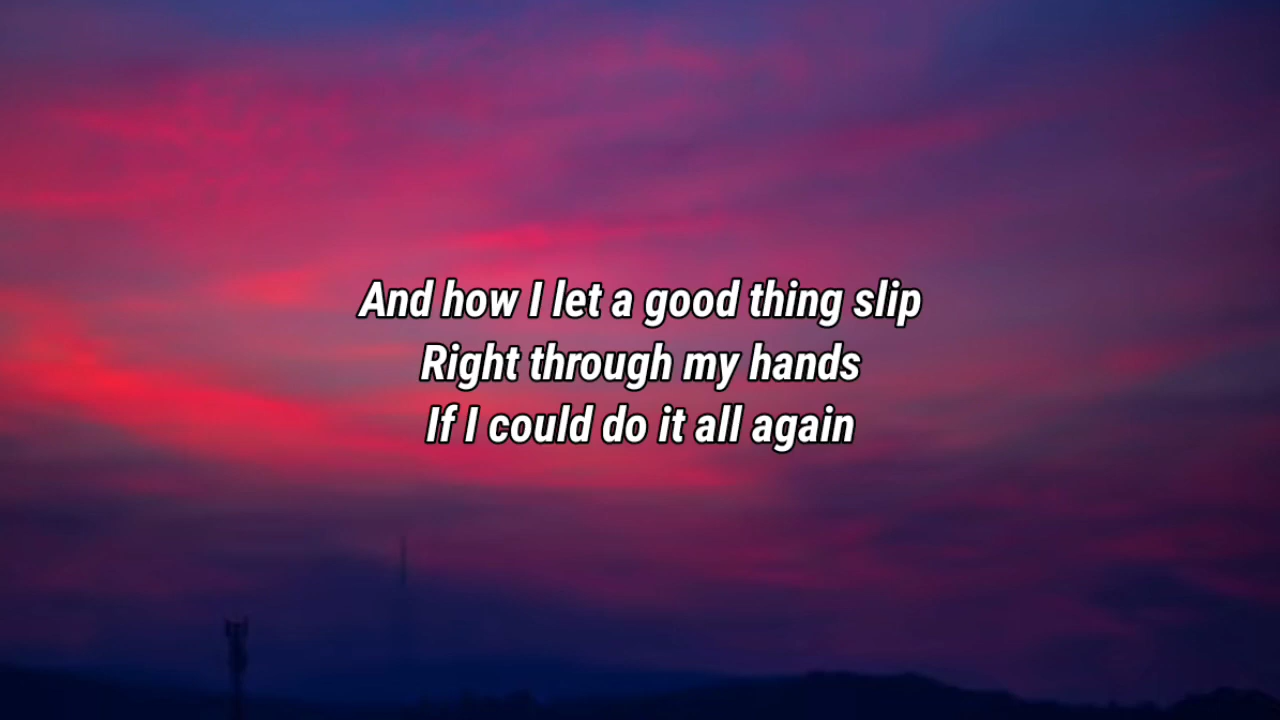 And how I let a good thing slip
Right through my hands
If I could do it all again